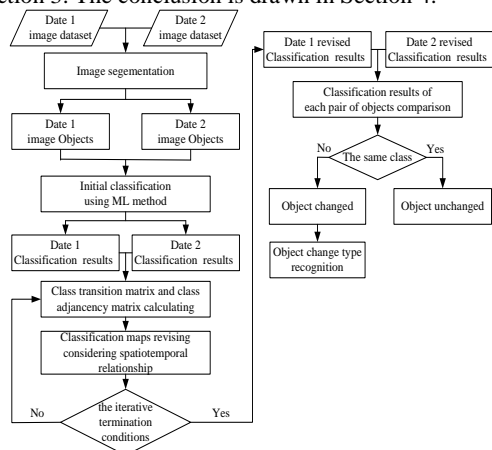 ction 3. The conclusion is drawn in Section 4.
Date 1
image dataset
Date 2
image dataset
Image segementation
Date 1
image Objects
Date 2
image Objects
Initial classification
using ML method
Date 1
Classification results
Date 2
Classification results
Class transition matrix and class
adjancency matrix calculating
Classification maps revising
considering spatiotemporal
relationship
the iterative
termination
conditions
No
Yes
Date 1 revised
Classification results
Date 2 revised
Classification results
Classification results of
each pair of objects comparison
The same class
No
Yes
Object changed
Object unchanged
Object change type
recognition